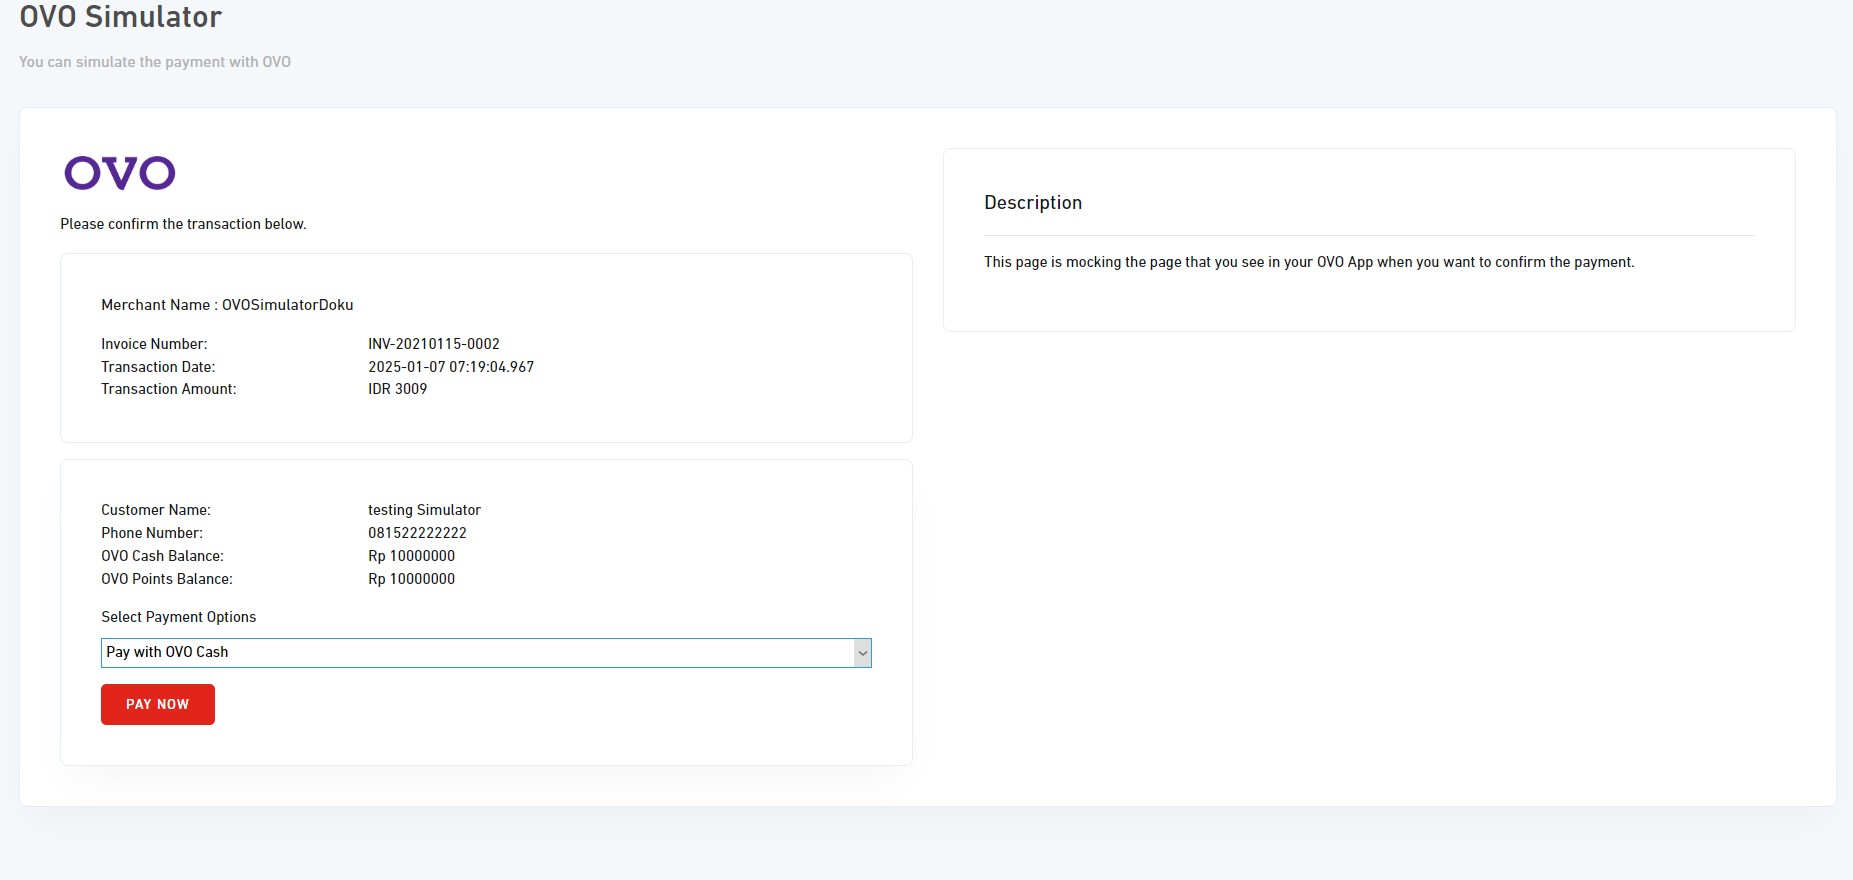 OVO Simulator
You can simulate the payment with OVO
OVO
Please confirm the transaction below.
Merchant Name : OVOSimulatorDoku
Invoice Number: INV-20210115-0002
Transaction Date: 2025-01-07 07:19:04.967
Transaction Amount: IDR 3009
Customer Name: testing Simulator
Phone Number: 081522222222
OVO Cash Balance: Rp 10000000
OVO Points Balance: Rp 10000000
Select Payment Options
Pay with OVO Cash
PAY NOW
Description
This page is mocking the page that you see in your OVO App when you want to confirm the payment.